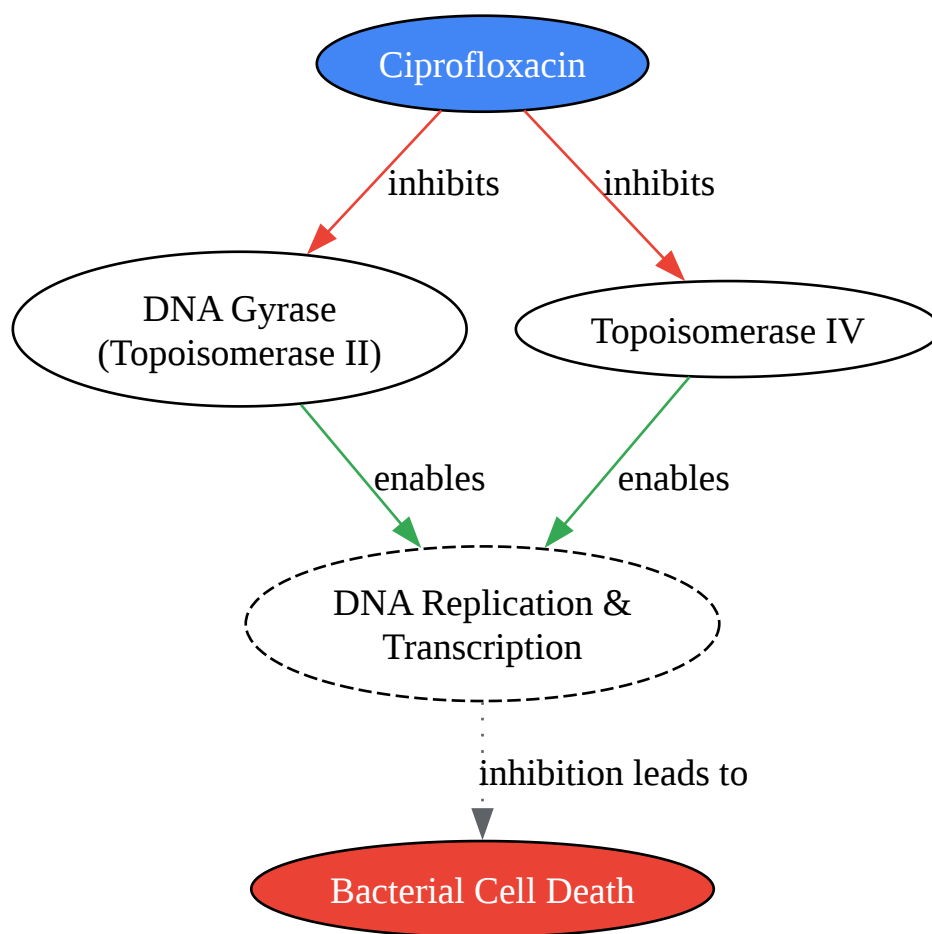 Ciprofloxacin
inhibits
inhibits
DNA Gyrase
(Topoisomerase II)
Topoisomerase IV
enables
enables
DNA Replication &
Transcription
inhibition leads to
Bacterial Cell Death